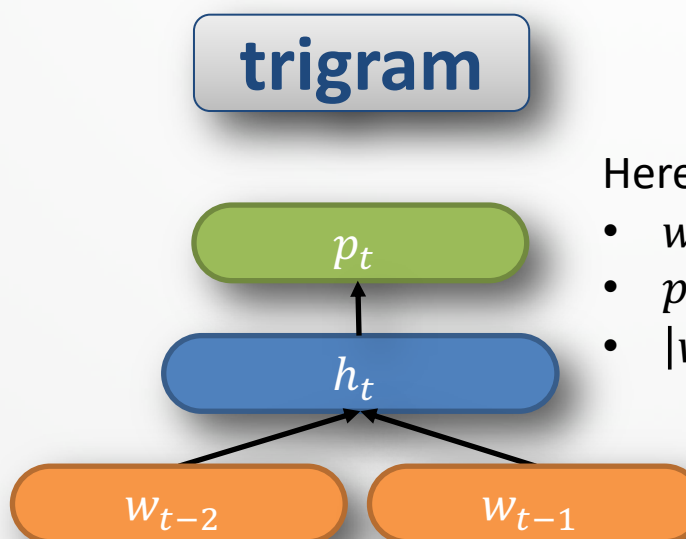 trigram
Here
p_t
• w
• p
h_t
• |
w_{t-2} w_{t-1}